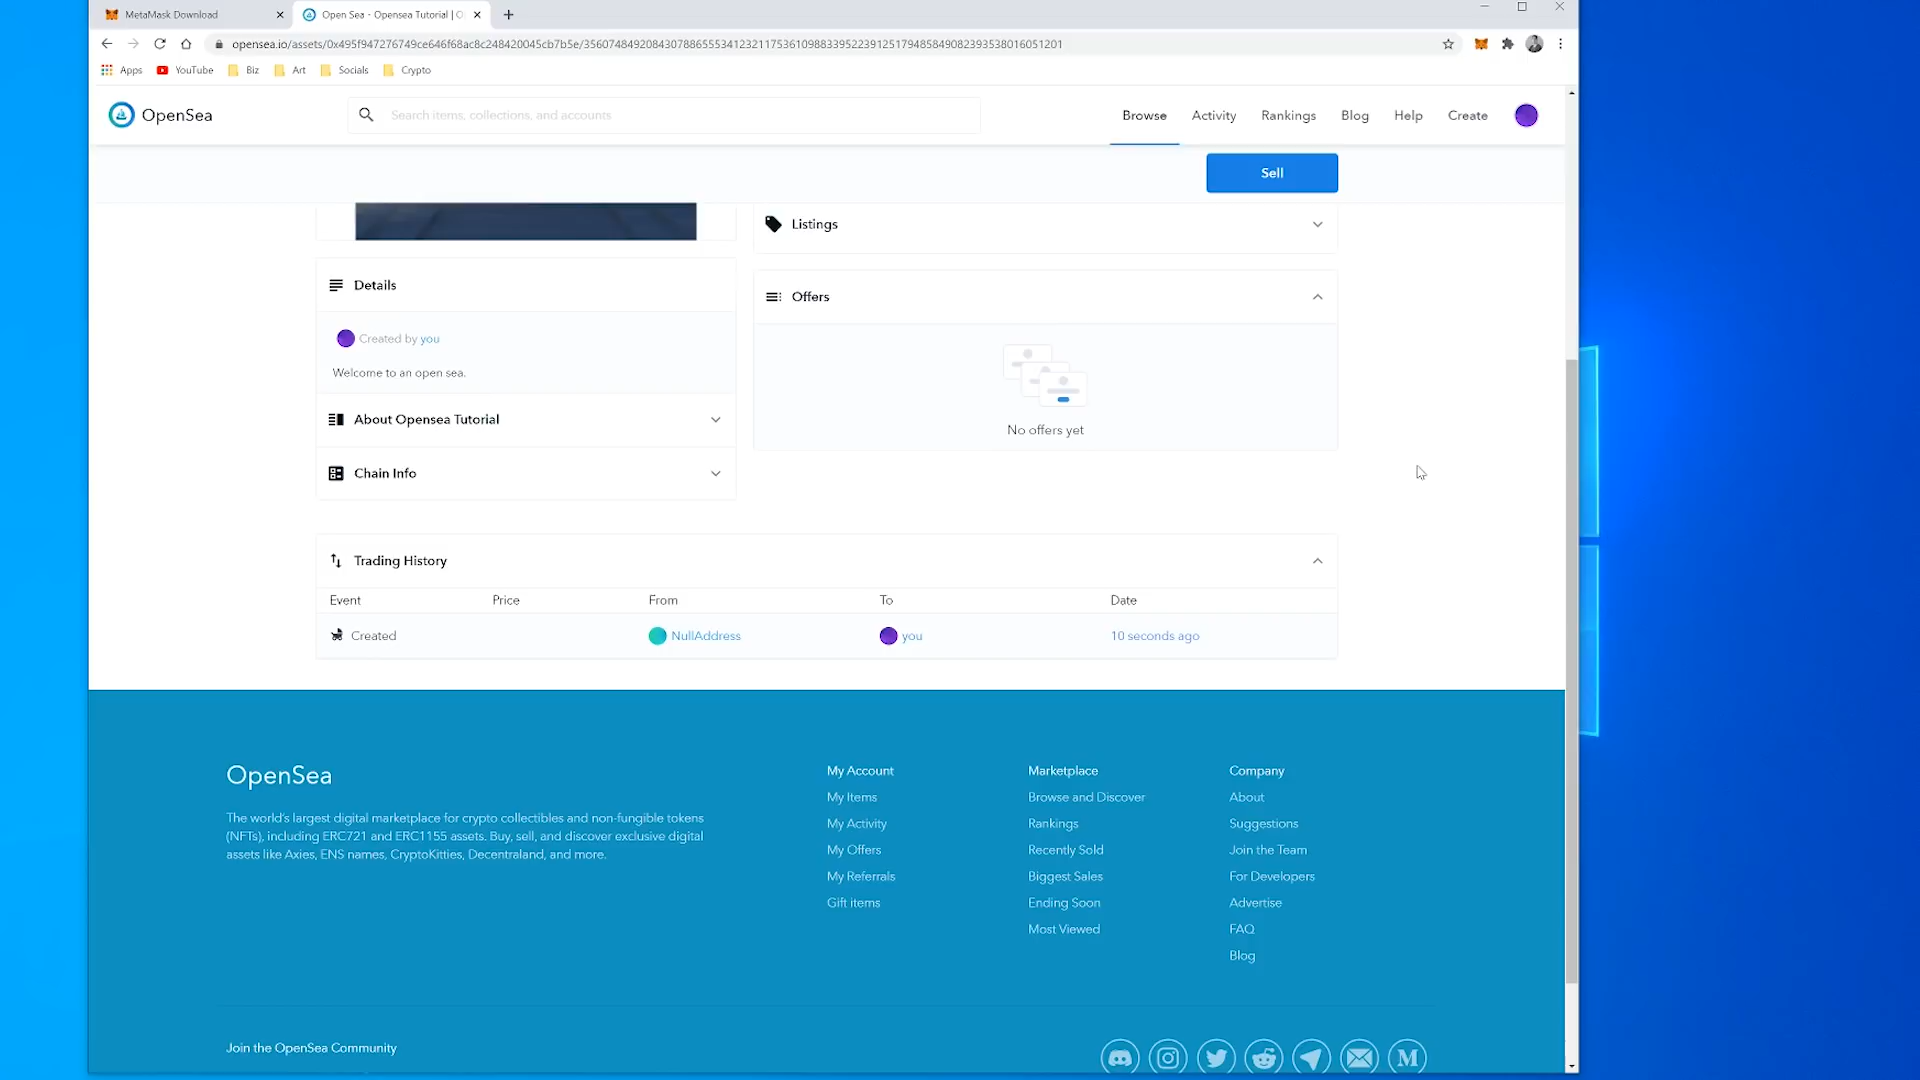 MetaMask Download
Open Sea - Opensea Tutorial | O
opensea.io/assets/0x495f947276749ce646f68ac8c248420045cb7b5e/35607484920843078865553412321175361098833952239125179485849082393538016051201
Apps
YouTube
Biz
Art
Socials
Crypto
OpenSea
Search items, collections, and accounts
Browse
Activity
Rankings
Blog
Help
Create
Sell
Listings
Details
Created by you
Welcome to an open sea.
About Opensea Tutorial
Chain Info
Offers
No offers yet
Trading History
Event Price From To Date
Created NullAddress you 10 seconds ago
OpenSea
The world's largest digital marketplace for crypto collectibles and non-fungible tokens
(NFTs), including ERC721 and ERC1155 assets. Buy, sell, and discover exclusive digital
assets like Axies, ENS names, CryptoKitties, Decentraland, and more.
My Account
My Items
My Activity
My Offers
My Referrals
Gift items
Marketplace
Browse and Discover
Rankings
Recently Sold
Biggest Sales
Ending Soon
Most Viewed
Company
About
Suggestions
Join the Team
For Developers
Advertise
FAQ
Blog
Join the OpenSea Community